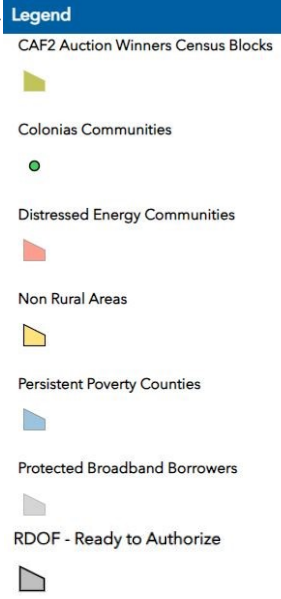 Legend
CAF2 Auction Winners Census Blocks
Colonias Communities
Distressed Energy Communities
Non Rural Areas
Persistent Poverty Counties
Protected Broadband Borrowers
RDOF - Ready to Authorize